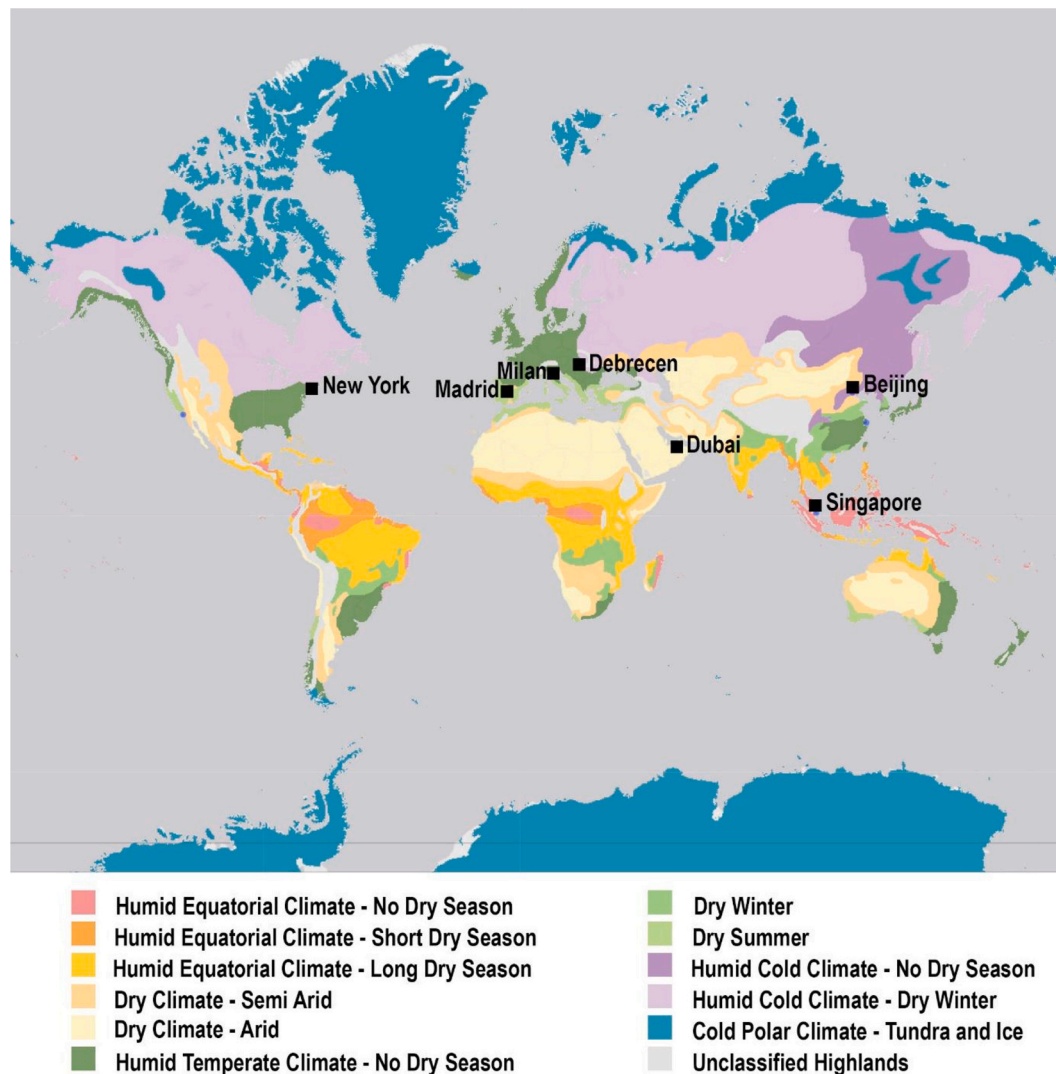 New York
Milan
Debrecen
Madrid
Beijing
Dubai
Singapore
Humid Equatorial Climate - No Dry Season
Humid Equatorial Climate - Short Dry Season
Humid Equatorial Climate - Long Dry Season
Dry Climate - Semi Arid
Dry Climate - Arid
Humid Temperate Climate - No Dry Season
Dry Winter
Dry Summer
Humid Cold Climate - No Dry Season
Humid Cold Climate - Dry Winter
Cold Polar Climate - Tundra and Ice
Unclassified Highlands